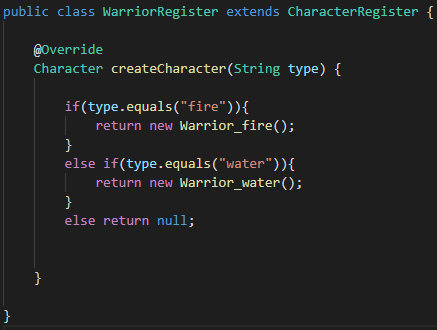 public class WarriorRegister extends CharacterRegister {
@Override
Character createCharacter(String type) {
if(type.equals("fire")){
return new Warrior_fire();
}
else if(type.equals("water")){
return new Warrior_water();
}
else return null;
}
}